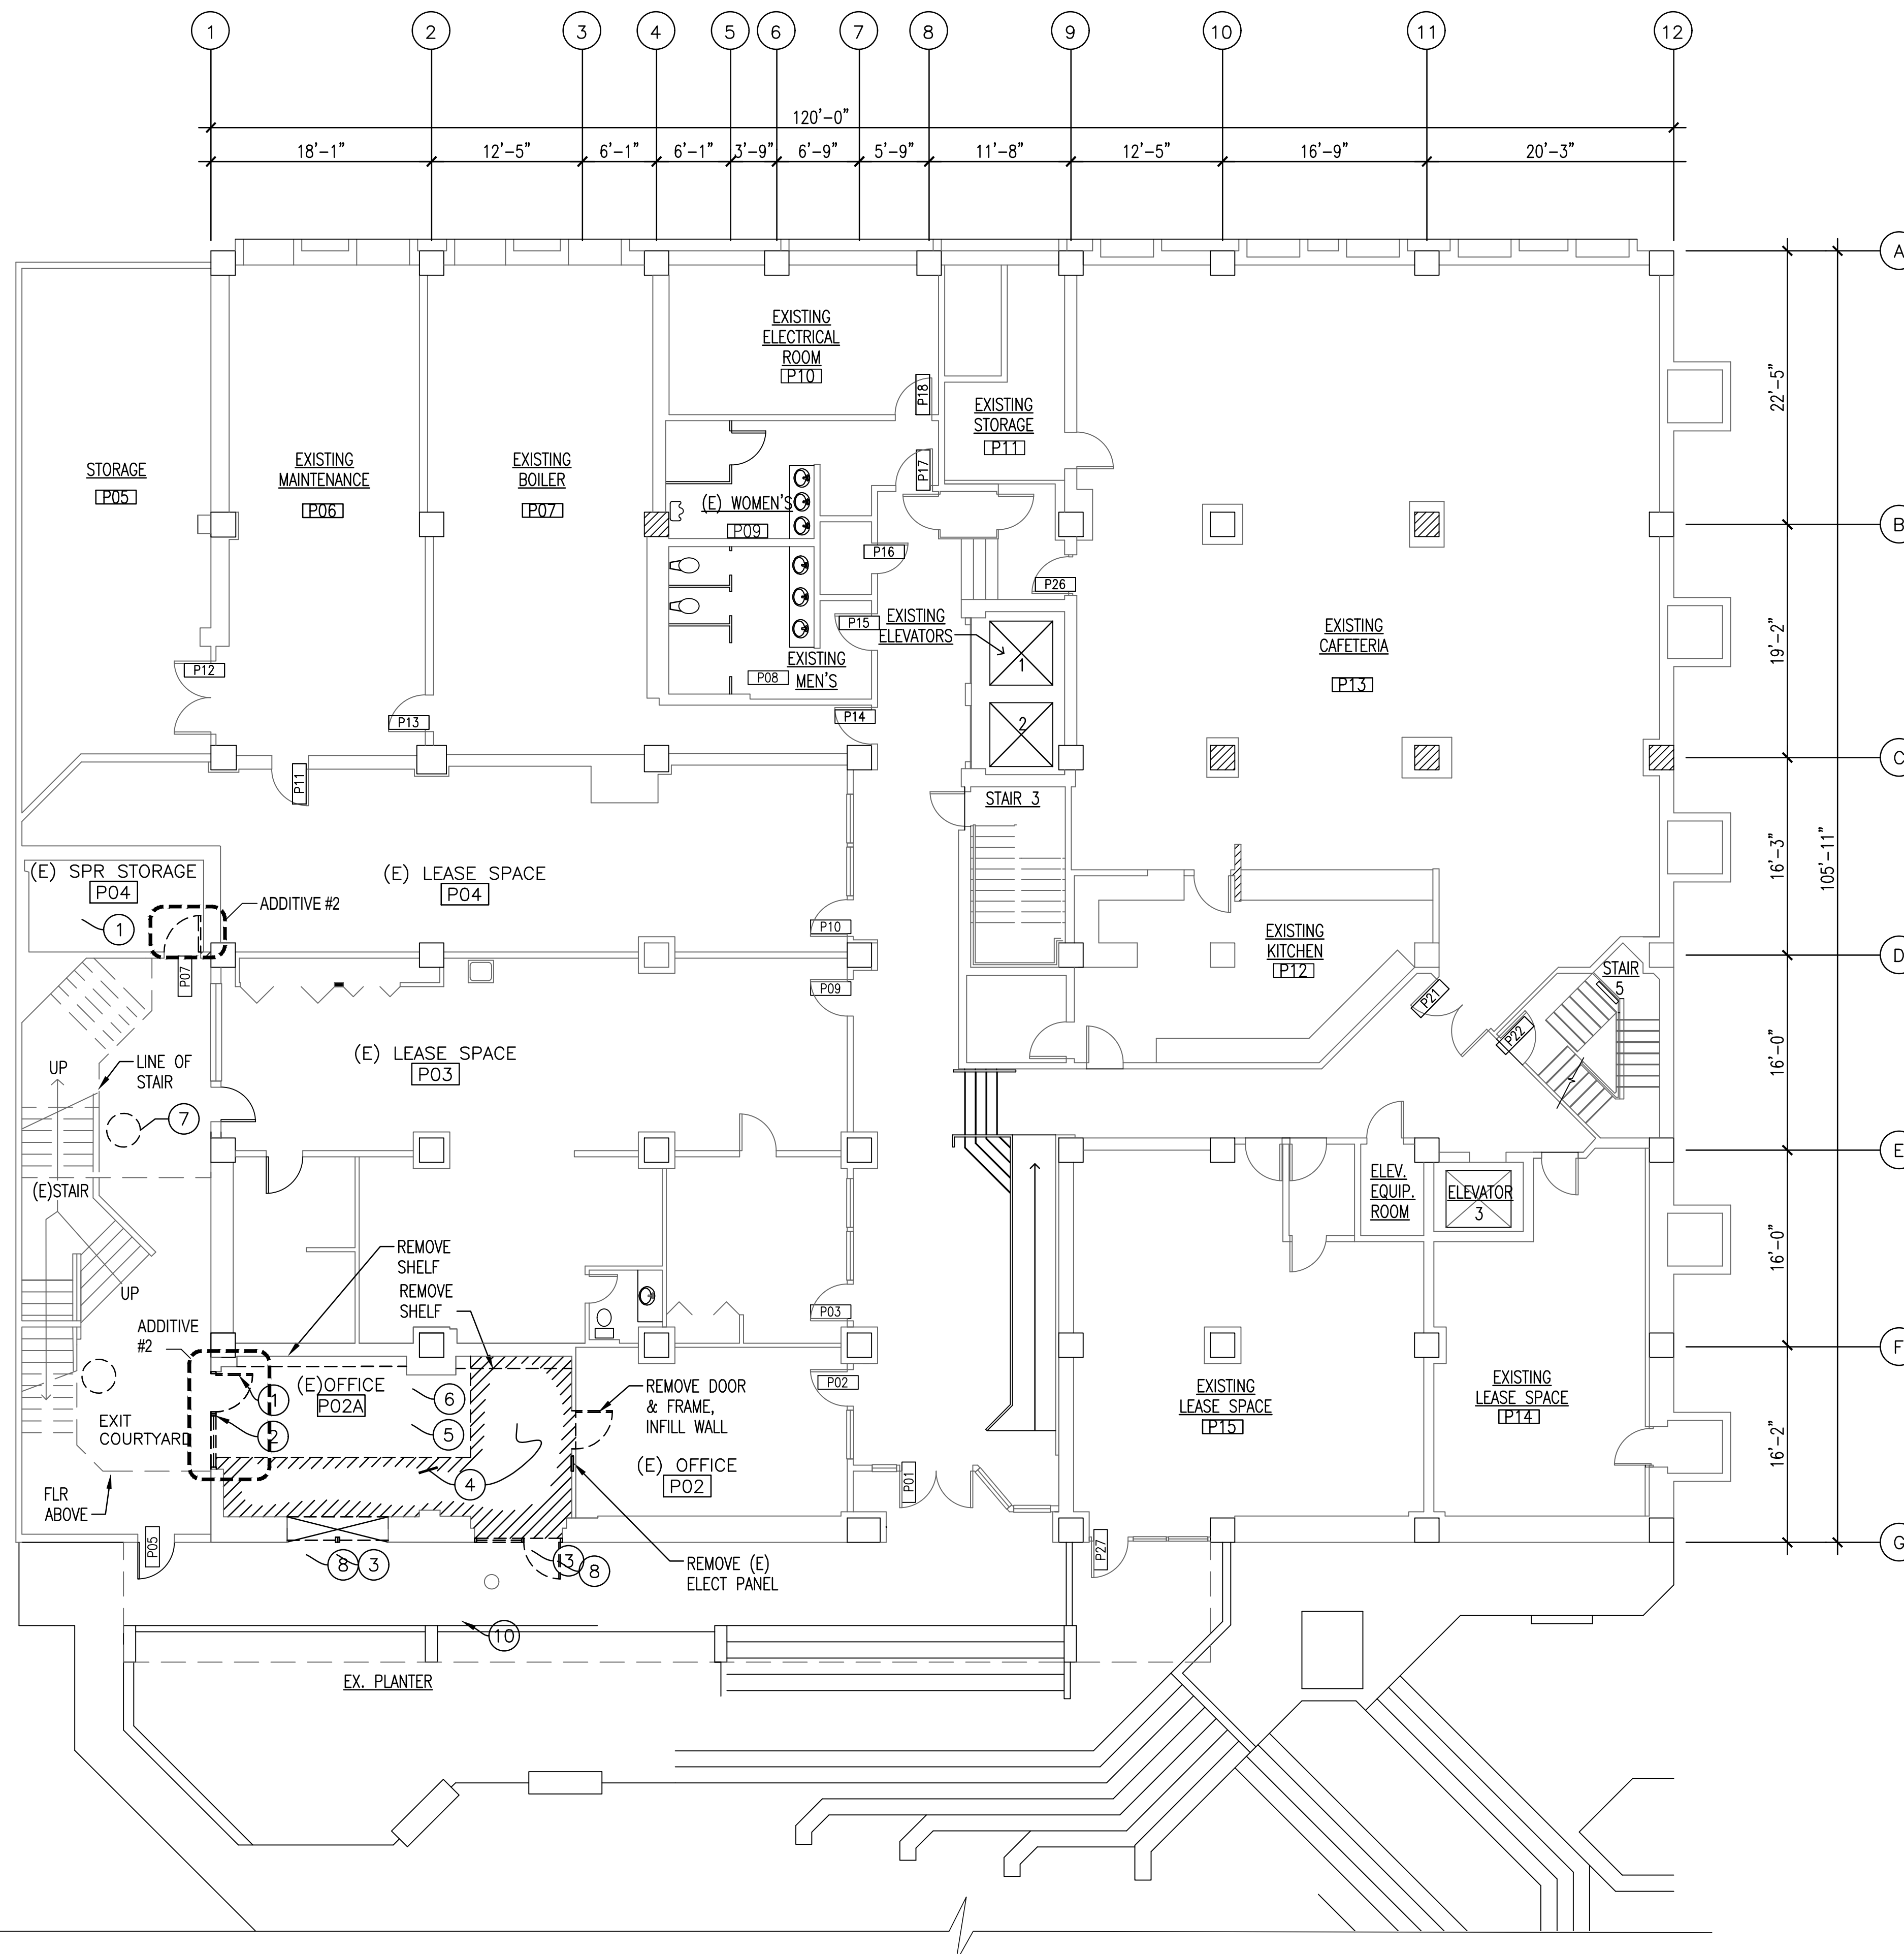 1 2 3 4 5 6 7 8 9 10 11 12
120'-0"
18'-1" 12'-5" 6'-1" 6'-1" 3'-9" 6'-9" 5'-9" 11'-8" 12'-5" 16'-9" 20'-3"
A
22'-5"
B
19'-2"
C
16'-3"
105'-11"
D
16'-0"
E
16'-0"
F
16'-2"
G
STORAGE
P05
EXISTING
MAINTENANCE
P06
EXISTING
BOILER
P07
EXISTING
ELECTRICAL
ROOM
P10
P18
EXISTING
STORAGE
P11
P17
(E) WOMEN'S
P09
P16
P26
P15
EXISTING
ELEVATORS
1
2
EXISTING
MEN'S
P08
P14
P12
P13
P11
EXISTING
CAFETERIA
P13
STAIR 3
(E) SPR STORAGE
P04
1
ADDITIVE #2
P07
(E) LEASE SPACE
P04
P10
P09
EXISTING
KITCHEN
P12
STAIR
5
P21
P22
(E) LEASE SPACE
P03
UP
LINE OF
STAIR
7
(E)STAIR
UP
ELEV.
EQUIP.
ROOM
ELEVATOR
3
REMOVE
SHELF
REMOVE
SHELF
P03
ADDITIVE
#2
(E)OFFICE
P02A
1
2
6
5
4
REMOVE DOOR
& FRAME,
INFILL WALL
P02
EXIT
COURTYARD
(E) OFFICE
P02
P01
FLR
ABOVE
P05
8
3
13
8
REMOVE (E)
ELECT PANEL
EXISTING
LEASE SPACE
P15
EXISTING
LEASE SPACE
P14
P27
10
EX. PLANTER